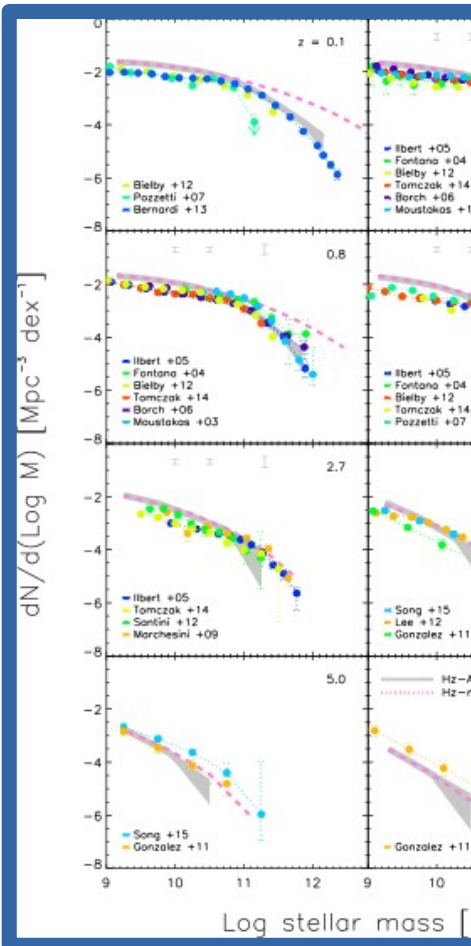 dN/d(Log M) [Mpc⁻³ dex⁻¹]
0
-2
-4
-6
-8
z = 0.1
Bielby +12
Pozzetti +07
Bernardi +13
Ilbert +05
Fontana +04
Bielby +12
Tomczak +14
Borch +06
Moustakas +1
-2
-4
-6
-8
0.8
Ilbert +05
Fontana +04
Bielby +12
Tomczak +14
Borch +06
Moustakas +03
Ilbert +05
Fontana +04
Bielby +12
Tomczak +14
Pozzetti +07
-2
-4
-6
-8
2.7
Ilbert +05
Tomczak +14
Santini +12
Marchesini +09
Song +15
Lee +12
Gonzalez +11
-2
-4
-6
-8
5.0
Song +15
Gonzalez +11
Hz-A
Hz-n
Gonzalez +11
9 10 11 12 9 10
Log stellar mass [